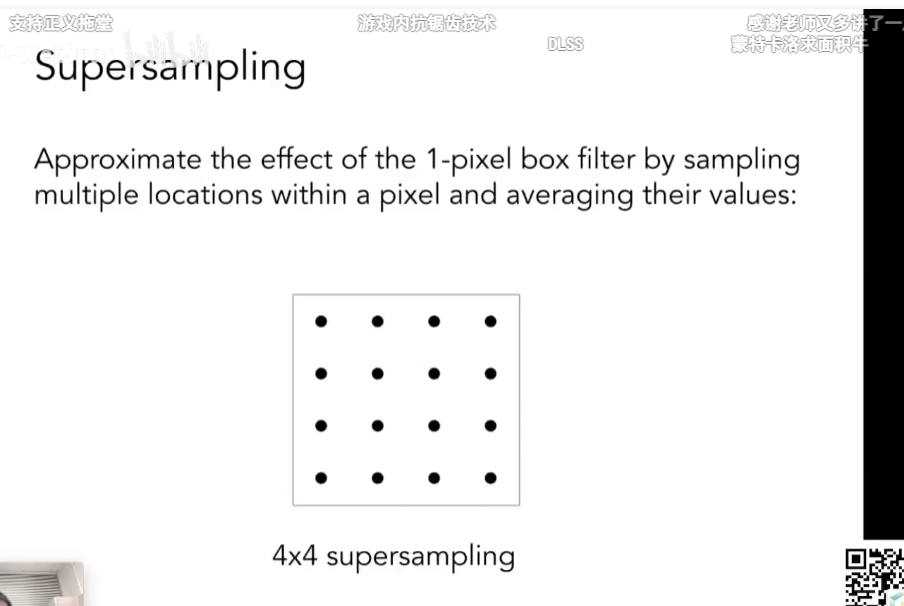 支持正义拖堂
游戏内抗锯齿技术
感谢老师又多讲了一
DLSS
蒙特卡洛求面积牛
Supersampling
Approximate the effect of the 1-pixel box filter by sampling
multiple locations within a pixel and averaging their values:
4x4 supersampling